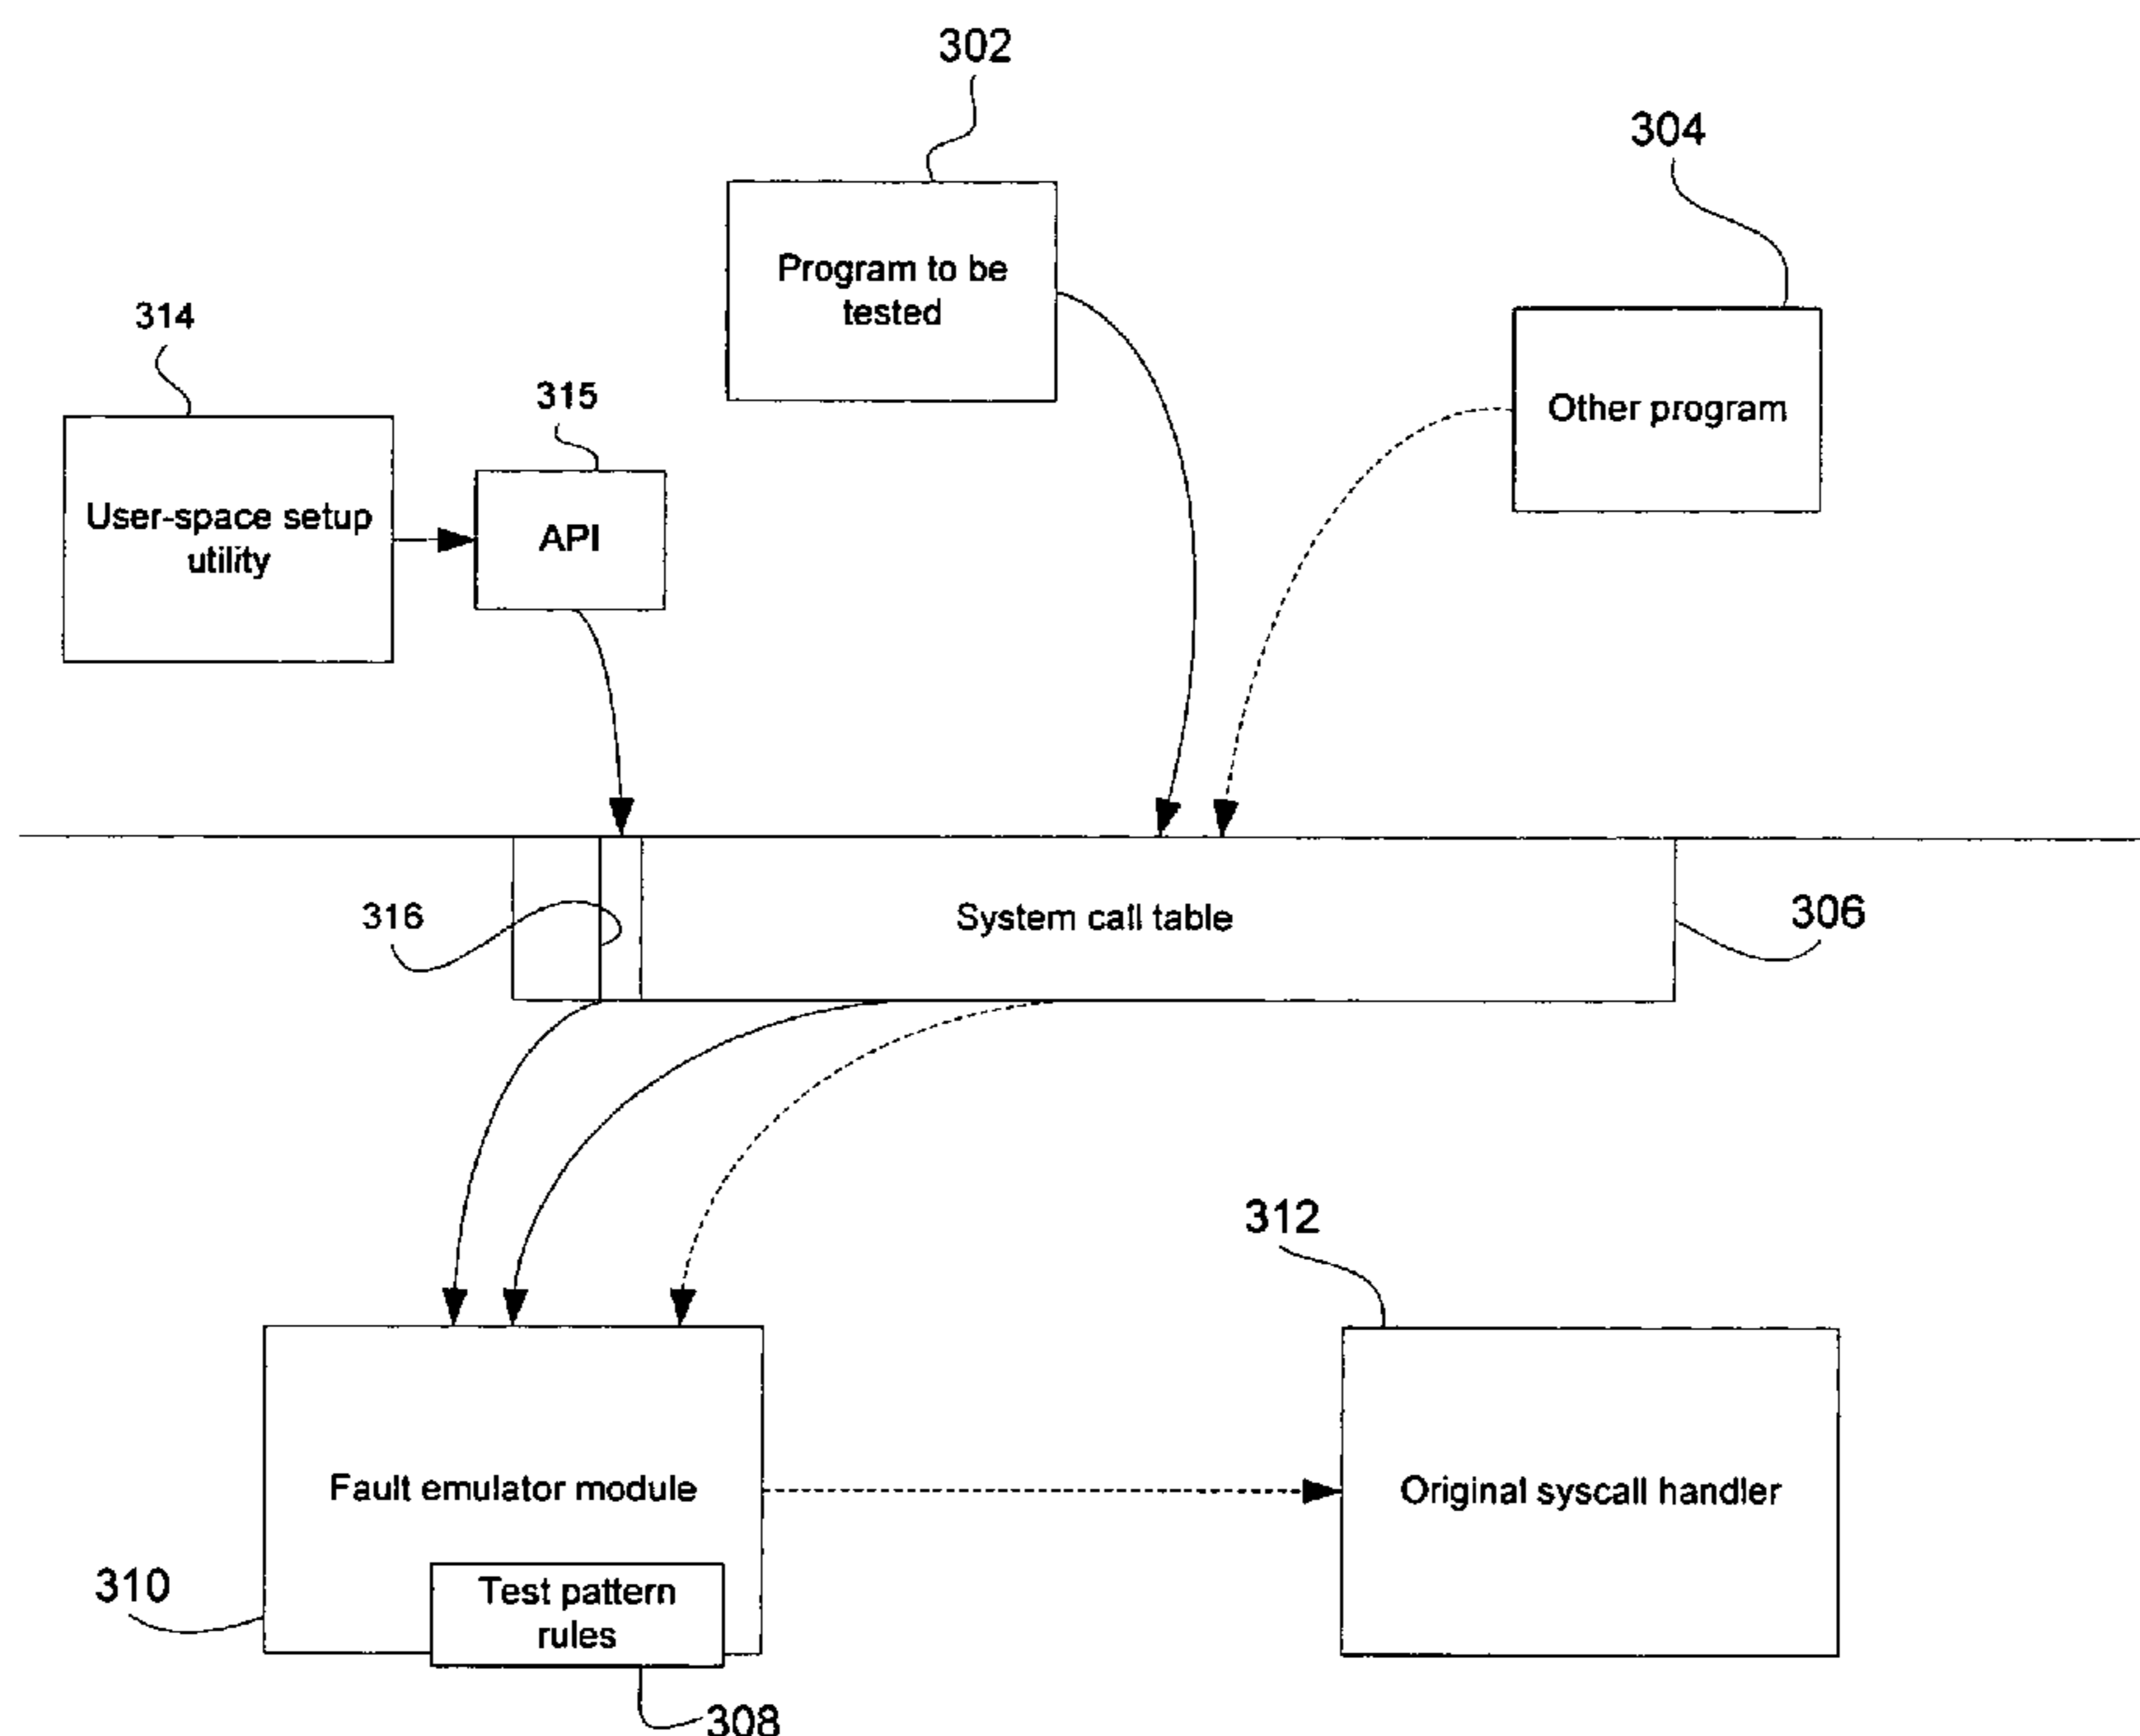 302
304
Program to be
tested
314
315
Other program
User-space setup
utility
API
316
System call table
306
312
Fault emulator module
Original syscall handler
310
Test pattern
rules
308